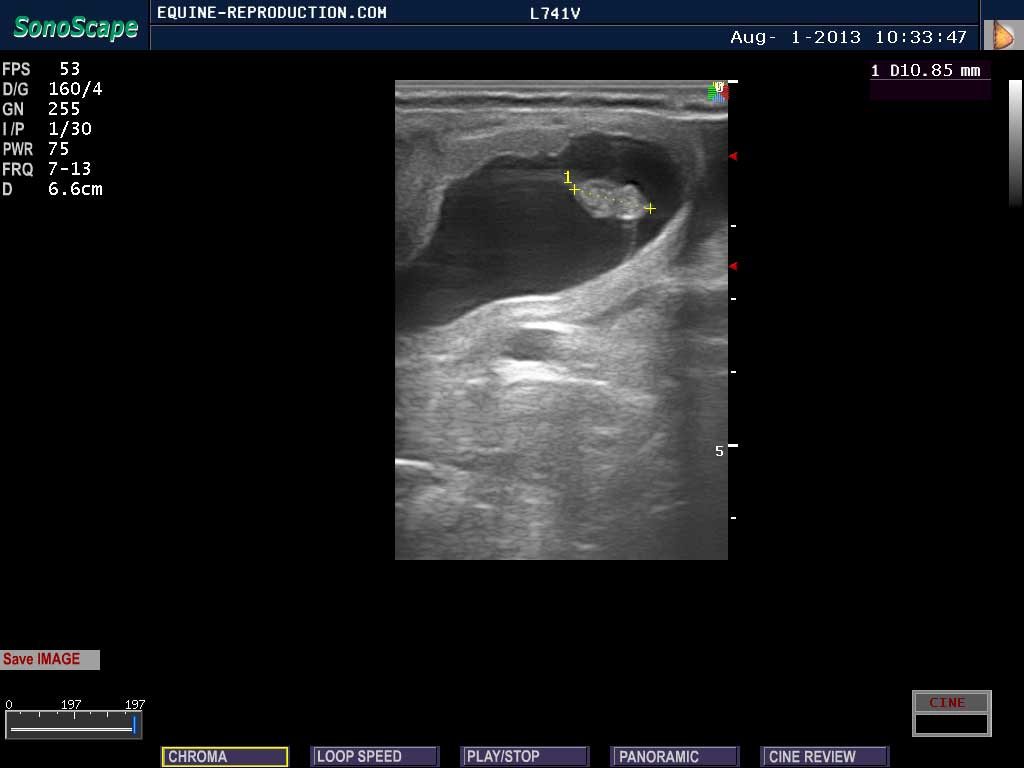 SonoScape
EQUINE-REPRODUCTION.COM
L741V
Aug- 1-2013 10:33:47
FPS 53
D/G 160/4
GN 255
I/P 1/30
PWR 75
FRQ 7-13
D 6.6cm
1 D10.85 mm
1
5
Save IMAGE
0 197 197
CINE
CHROMA
LOOP SPEED
PLAY/STOP
PANORAMIC
CINE REVIEW